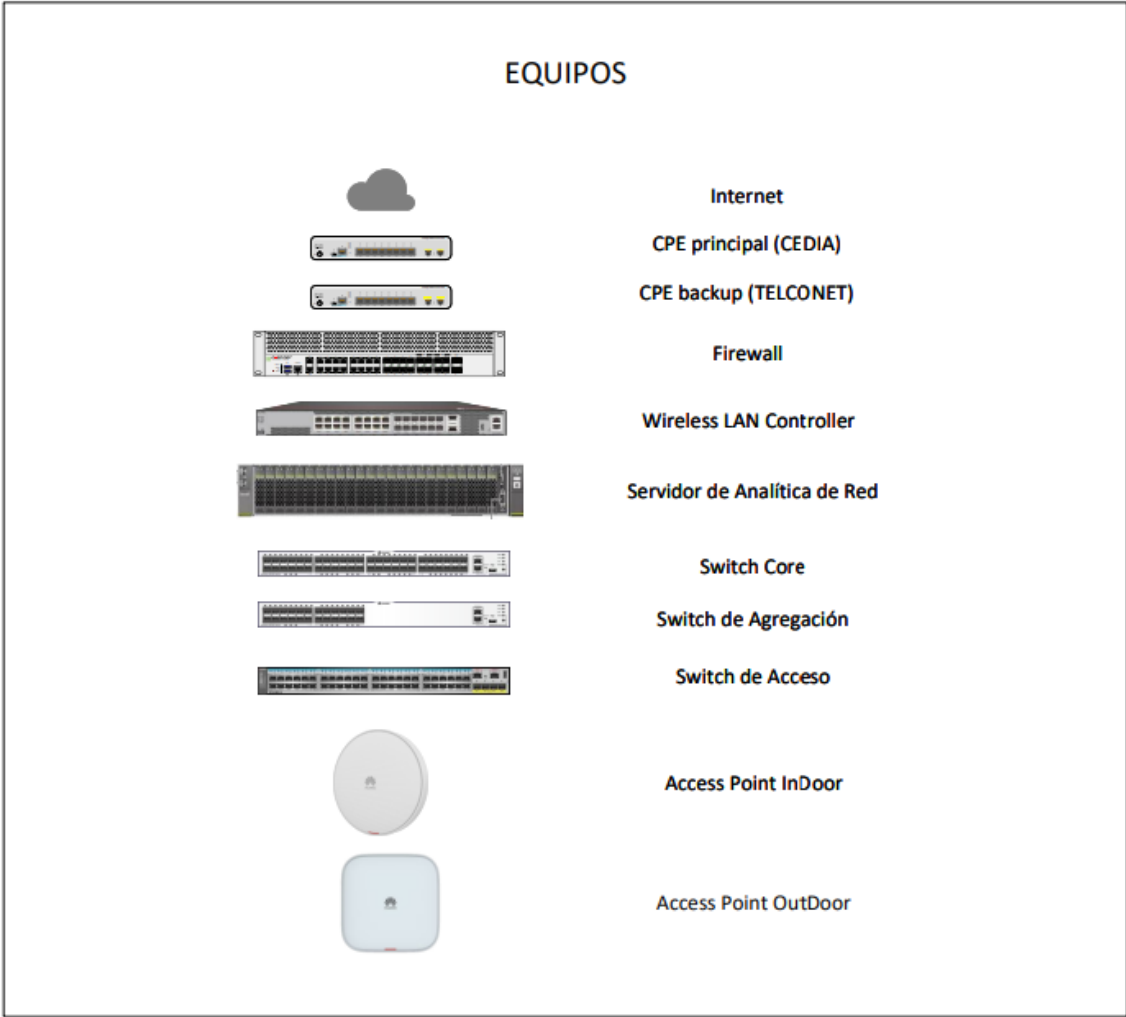 EQUIPOS
Internet
CPE principal (CEDIA)
CPE backup (TELCONET)
Firewall
Wireless LAN Controller
Servidor de Analítica de Red
Switch Core
Switch de Agregación
Switch de Acceso
Access Point InDoor
Access Point OutDoor